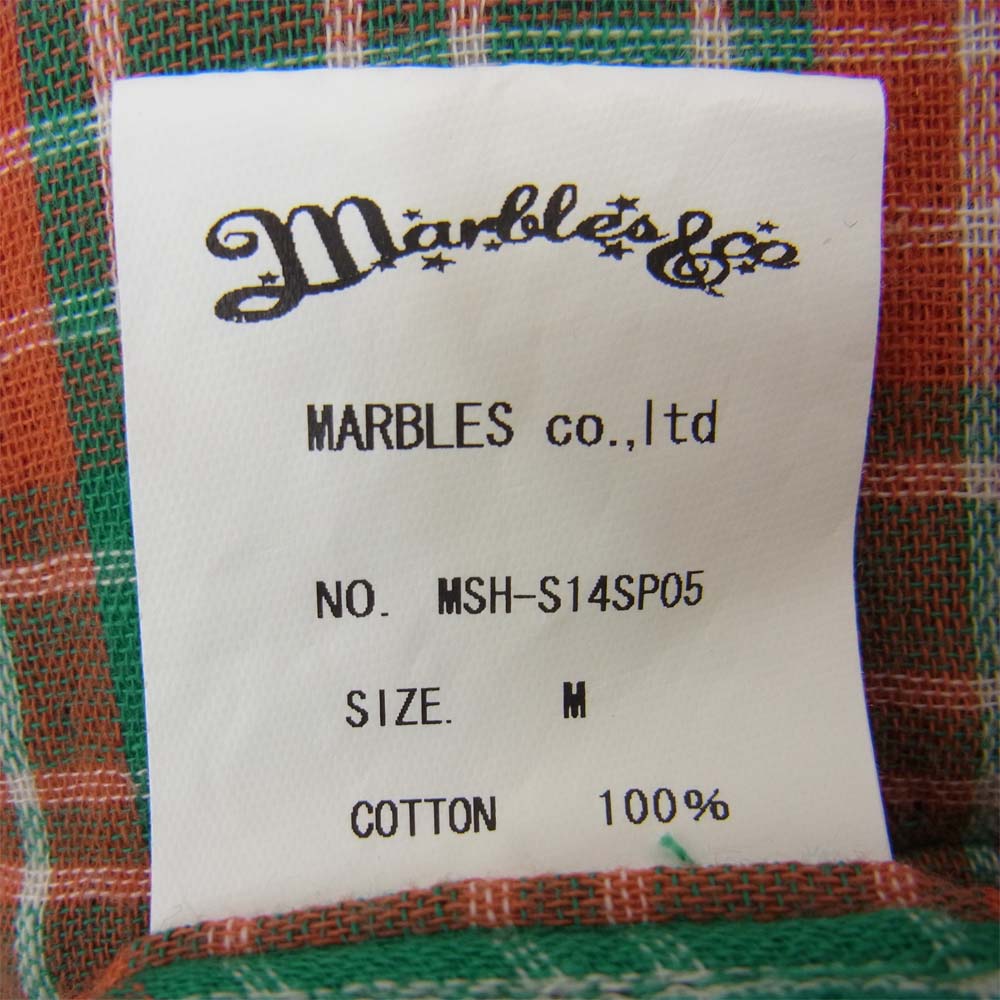 Marbles & Co
MARBLES co.,ltd
NO. MSH-S14SP05
SIZE. M
COTTON 100%